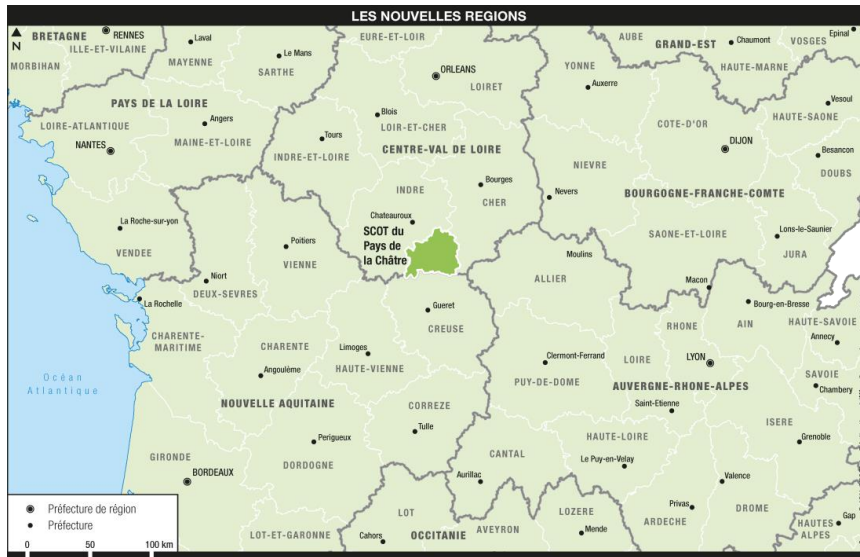 LES NOUVELLES REGIONS
N
BRETAGNE
RENNES
ILLE-ET-VILAINE
MORBIHAN
Laval
MAYENNE
Le Mans
SARTHE
EURE-ET-LOIR
ORLEANS
LOIRET
YONNE
Auxerre
AUBE
GRAND-EST
Chaumont
HAUTE-MARNE
VOSGES
Epinal
Vesoul
HAUTE-SAONE
PAYS DE LA LOIRE
LOIRE-ATLANTIQUE
Angers
NANTES
MAINE-ET-LOIRE
Blois
LOIR-ET-CHER
Tours
INDRE-ET-LOIRE
CENTRE-VAL DE LOIRE
COTE-D'OR
DIJON
Besancon
DOUBS
NIEVRE
Nevers
BOURGOGNE-FRANCHE-COMTE
INDRE
Bourges
CHER
Chateauroux
SCOT du
Pays de
la Châtre
La Roche-sur-yon
VENDEE
Poitiers
VIENNE
Niort
DEUX-SEVRES
La Rochelle
SAONE-ET-LOIRE
Lons-le-Saunier
JURA
Moulins
ALLIER
Macon
Bourg-en-Bresse
AIN
HAUTE-SAVOIE
Annecy
Gueret
CREUSE
CHARENTE-
MARITIME
CHARENTE
Limoges
HAUTE-VIENNE
Angoulème
NOUVELLE AQUITAINE
Océan
Atlantique
RHONE
LOIRE
LYON
Clermont-Ferrand
PUY-DE-DOME
AUVERGNE-RHONE-ALPES
SAVOIE
Chambery
Saint-Etienne
ISERE
Grenoble
CORREZE
Tulle
Perigueux
DORDOGNE
GIRONDE
BORDEAUX
CANTAL
Aurillac
HAUTE-LOIRE
Le Puy-en-Velay
Valence
Privas
ARDECHE
DROME
Gap
HAUTES
ALPES
LOT
LOT-ET-GARONNE
Cahors
OCCITANIE
AVEYRON
LOZERE
Mende
Préfecture de région
Préfecture
0 50 100 km